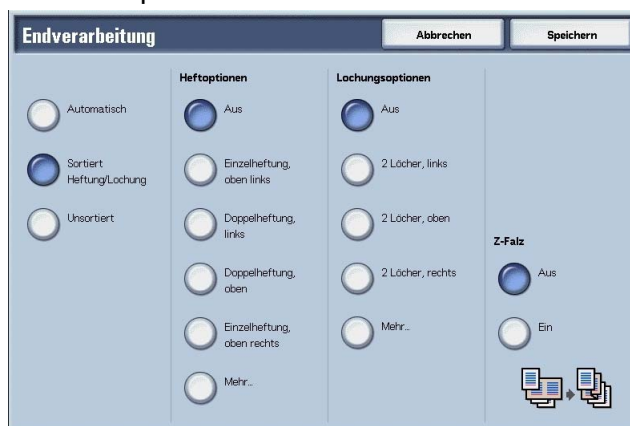 Endverarbeitung
Abbrechen
Speichern
Automatisch
Sortiert
Heftung/Lochung
Unsortiert
Heftoptionen
Aus
Einzelheftung,
oben links
Doppelheftung,
links
Doppelheftung,
oben
Einzelheftung,
oben rechts
Mehr...
Lochungsoptionen
Aus
2 Löcher, links
2 Löcher, oben
2 Löcher, rechts
Mehr...
Z-Falz
Aus
Ein